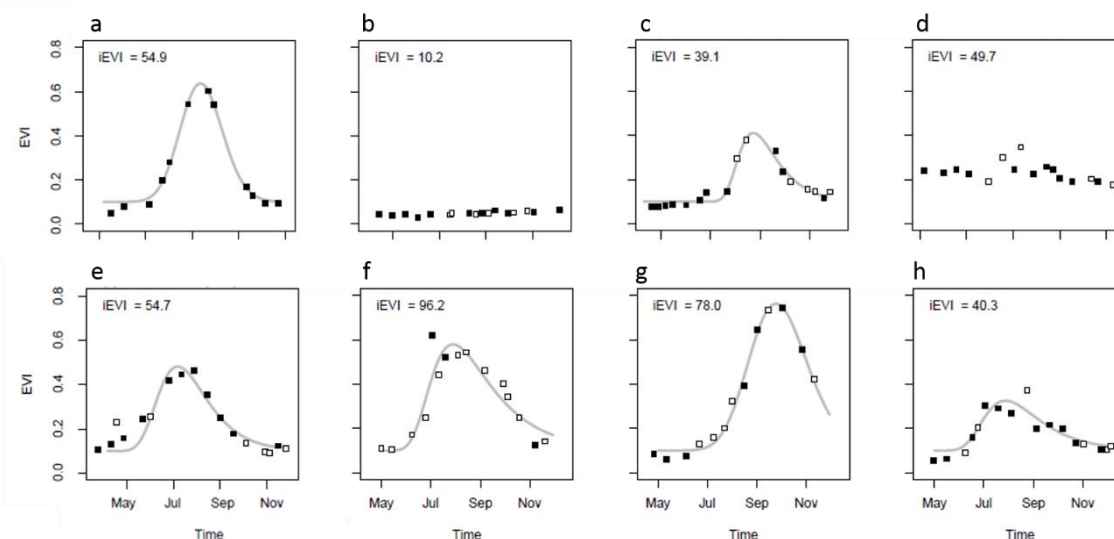 a b c d
0.8 0.6 0.4 0.2 0.0
EVI
iEVI = 54.9
iEVI = 10.2
iEVI = 39.1
iEVI = 49.7
e f g h
0.8 0.6 0.4 0.2 0.0
EVI
iEVI = 54.7
iEVI = 96.2
iEVI = 78.0
iEVI = 40.3
May Jul Sep Nov May Jul Sep Nov May Jul Sep Nov May Jul Sep Nov
Time Time Time Time